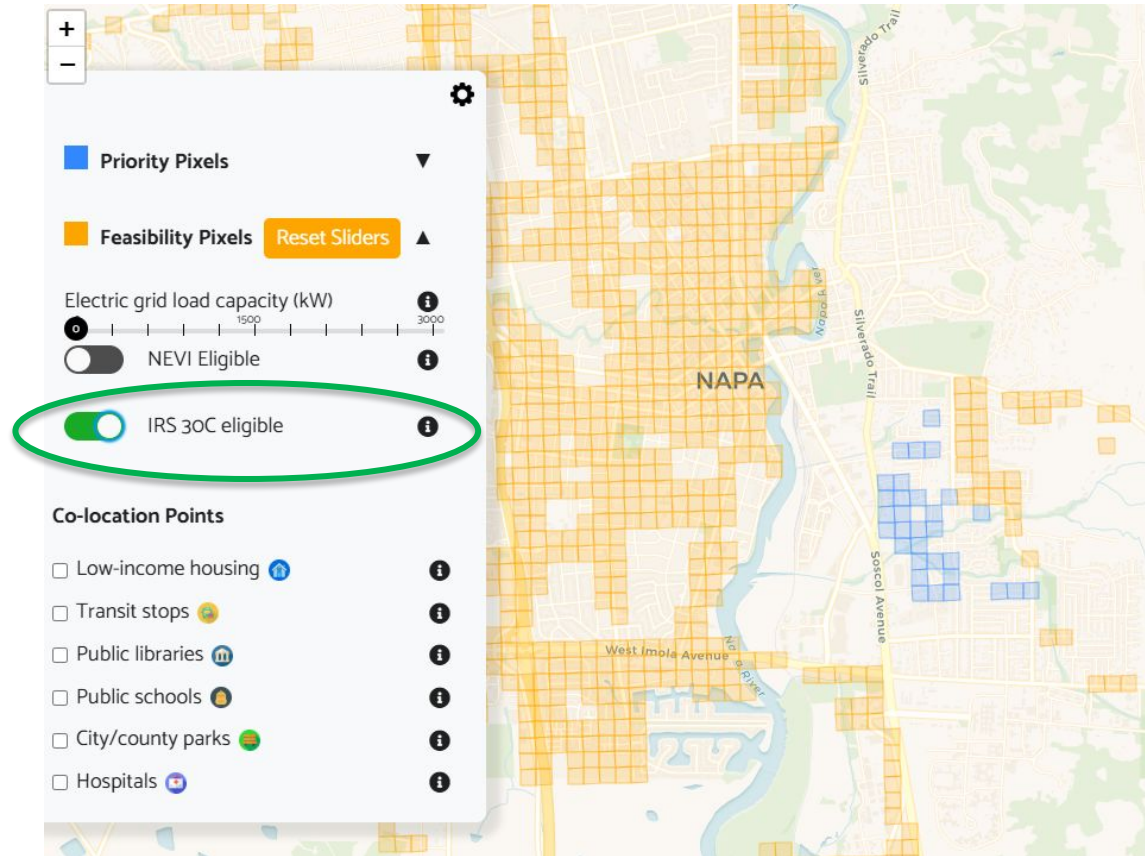 +
−
Priority Pixels ▼
Feasibility Pixels Reset Sliders ▲
Electric grid load capacity (kW)
0 1500 3000
NEVI Eligible
IRS 30C eligible
Co-location Points
Low-income housing
Transit stops
Public libraries
Public schools
City/county parks
Hospitals
Silverado Trail
Napa River
Silverado Trail
NAPA
Soscol Avenue
West Imola Avenue
Napa River